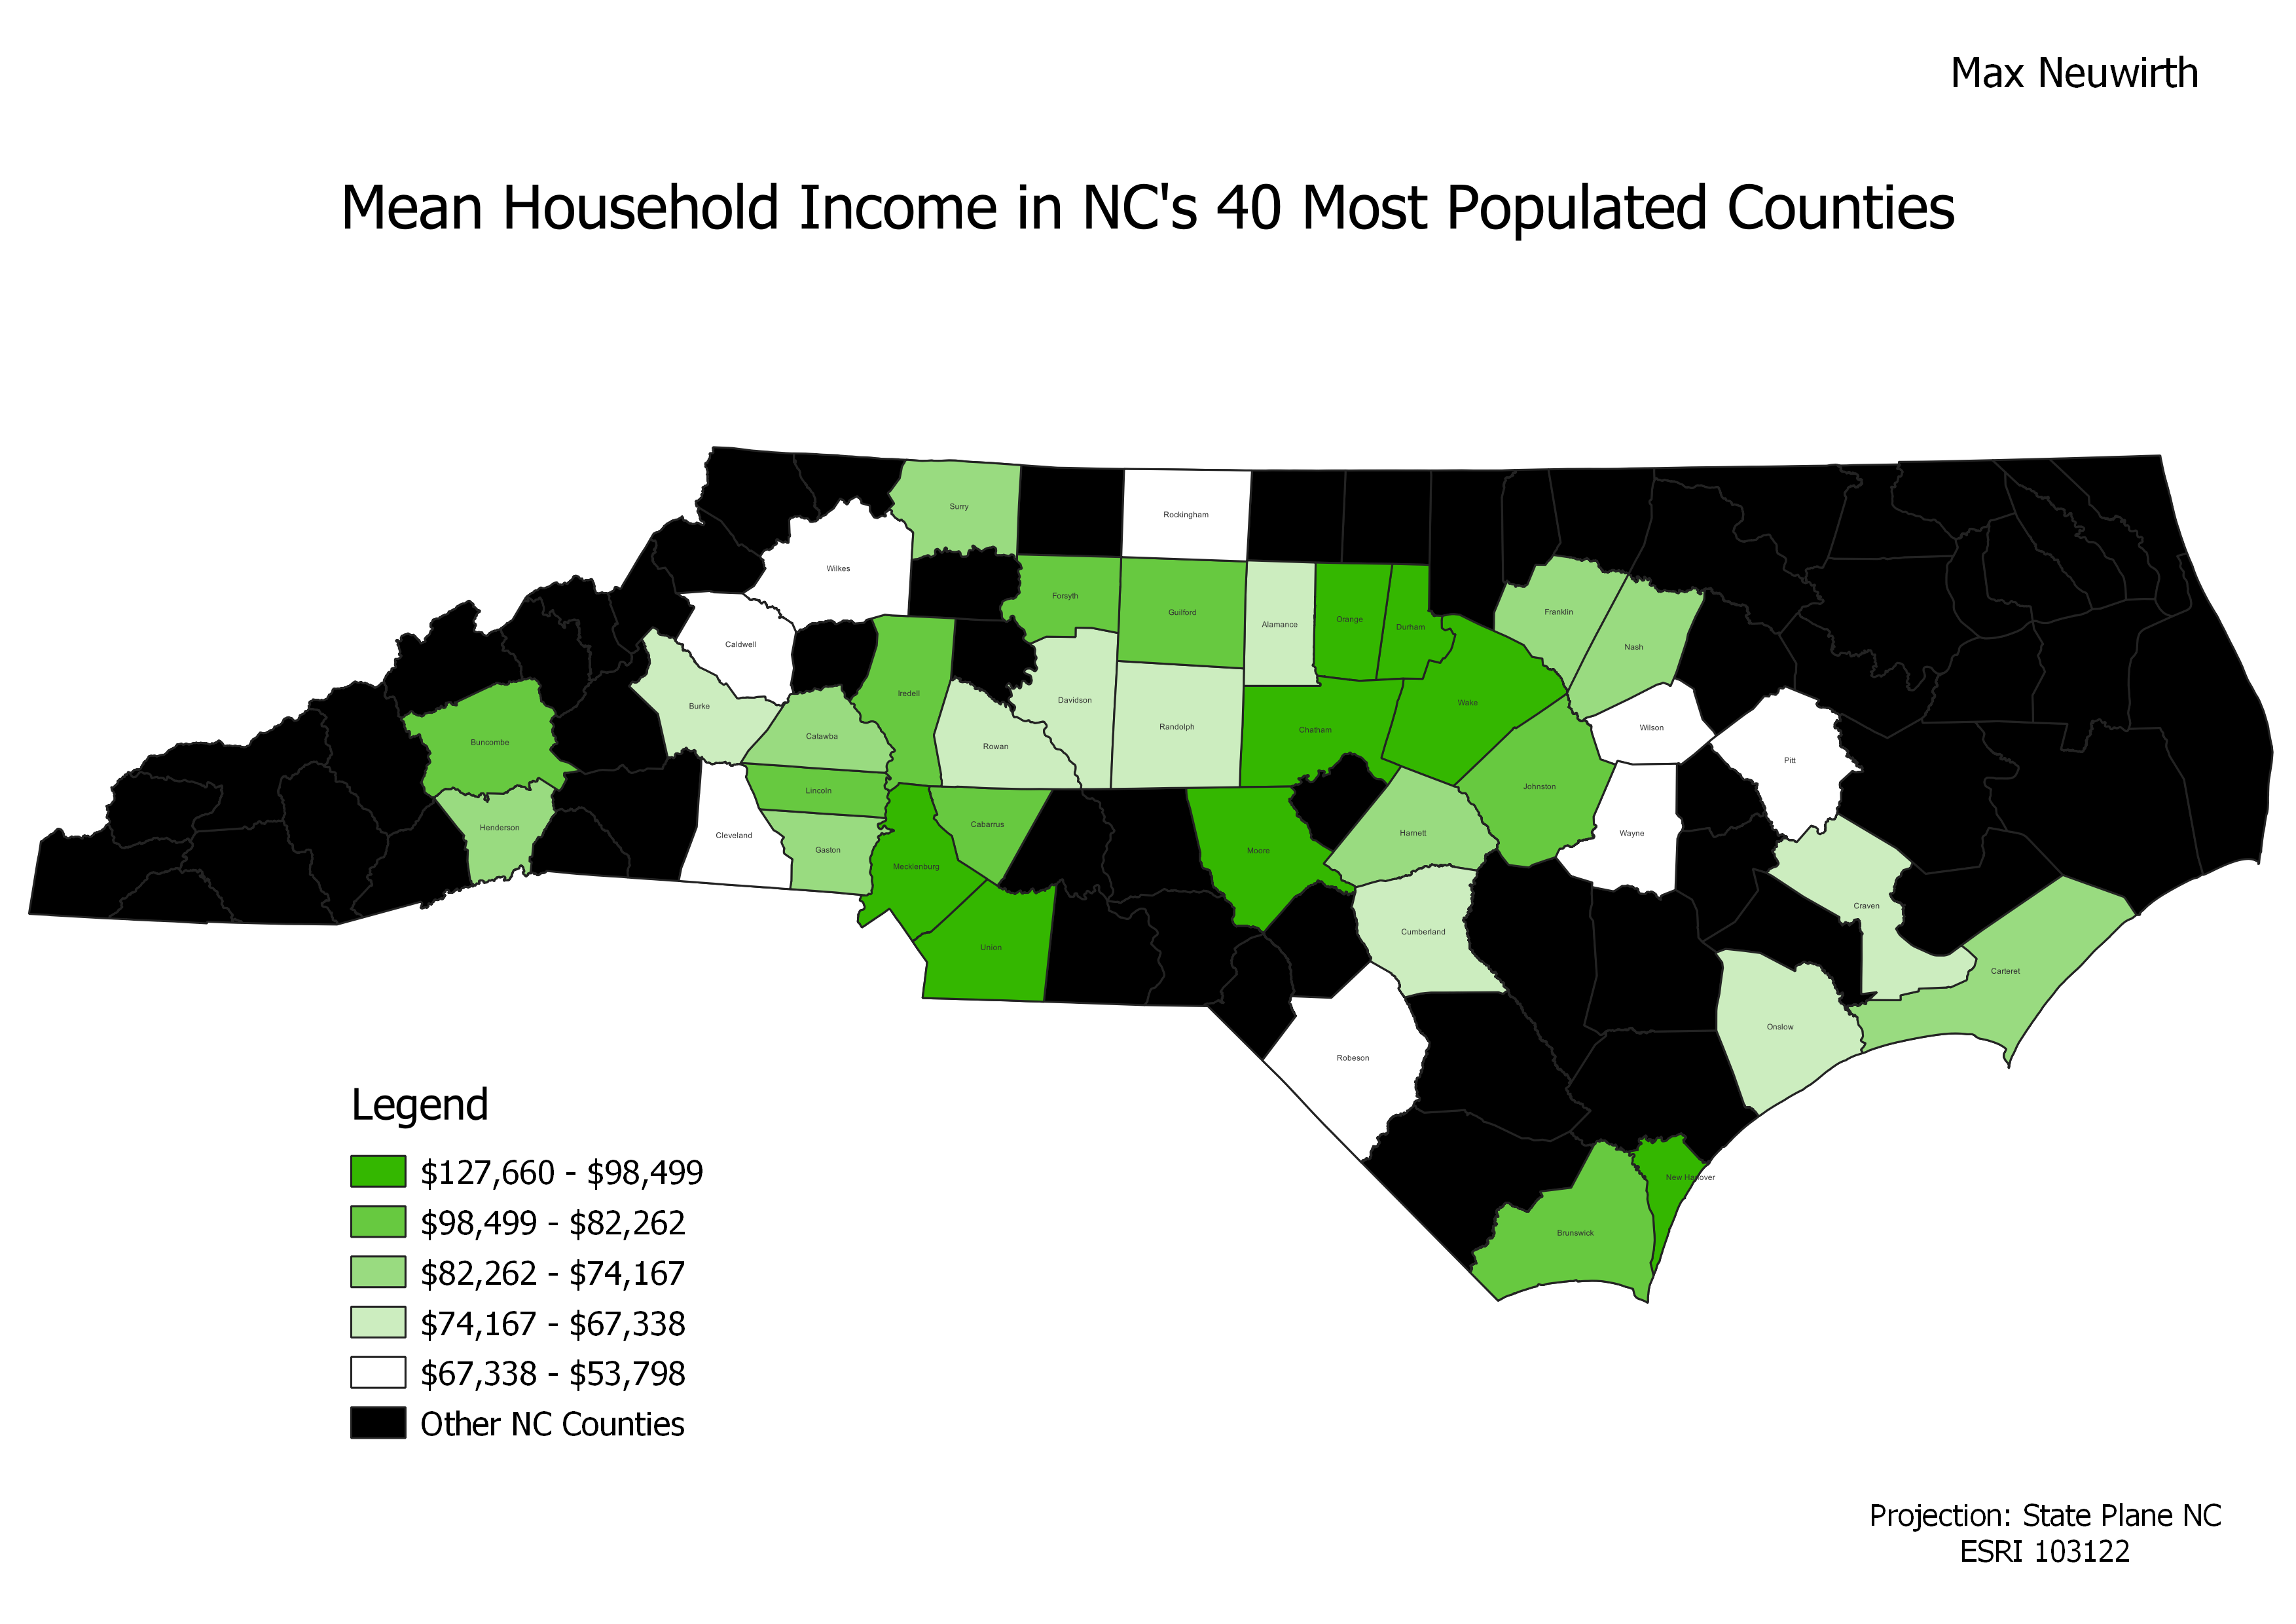 Max Neuwirth
Mean Household Income in NC's 40 Most Populated Counties
Surry
Rockingham
Wilkes
Forsyth
Guilford
Alamance
Orange
Durham
Franklin
Nash
Caldwell
Iredell
Davidson
Randolph
Chatham
Wake
Wilson
Burke
Catawba
Rowan
Buncombe
Pitt
Lincoln
Johnston
Henderson
Cleveland
Gaston
Cabarrus
Mecklenburg
Moore
Harnett
Wayne
Union
Cumberland
Craven
Carteret
Onslow
Robeson
New Hanover
Brunswick
Legend
$127,660 - $98,499
$98,499 - $82,262
$82,262 - $74,167
$74,167 - $67,338
$67,338 - $53,798
Other NC Counties
Projection: State Plane NC
ESRI 103122